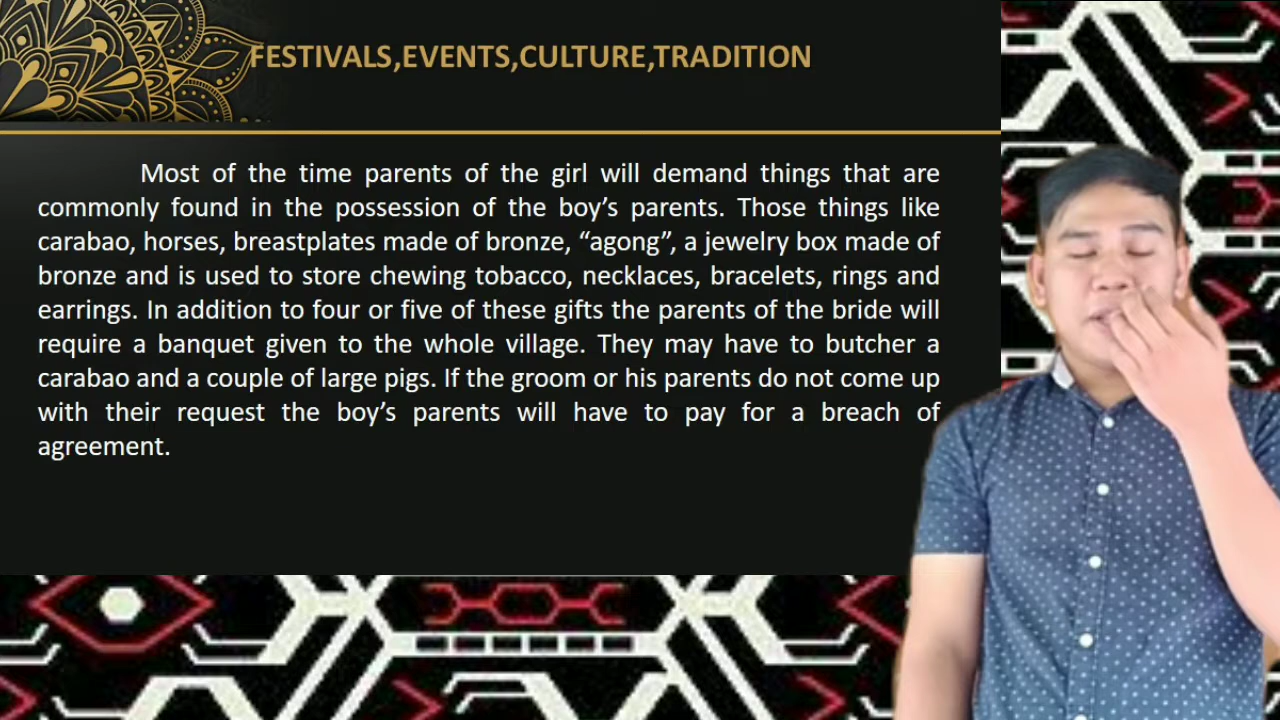 FESTIVALS,EVENTS,CULTURE,TRADITION
Most of the time parents of the girl will demand things that are
commonly found in the possession of the boy’s parents. Those things like
carabao, horses, breastplates made of bronze, “agong”, a jewelry box made of
bronze and is used to store chewing tobacco, necklaces, bracelets, rings and
earrings. In addition to four or five of these gifts the parents of the bride will
require a banquet given to the whole village. They may have to butcher a
carabao and a couple of large pigs. If the groom or his parents do not come up
with their request the boy’s parents will have to pay for a breach of
agreement.